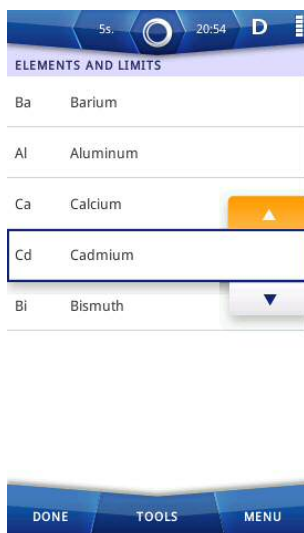 5s. 20:54 D
ELEMENTS AND LIMITS
Ba Barium
Al Aluminum
Ca Calcium
Cd Cadmium
Bi Bismuth
DONE TOOLS MENU